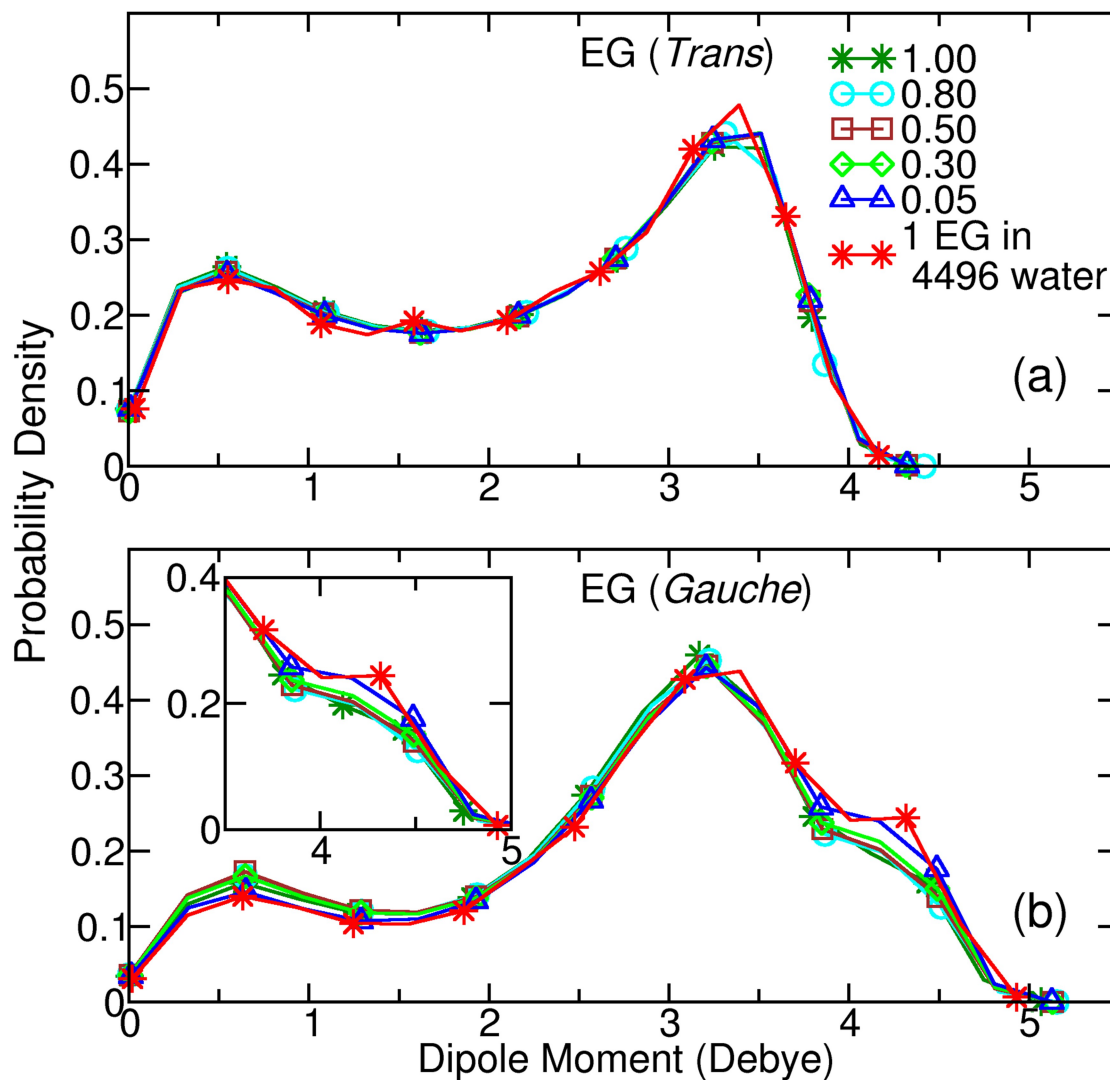 EG (Trans)
1.00
0.80
0.50
0.30
0.05
1 EG in
4496 water
(a)
0.5
0.4
0.3
0.2
0.1
0
0 1 2 3 4 5
Probability Density
EG (Gauche)
(b)
0.4
0.2
0
4 5
0.5
0.4
0.3
0.2
0.1
0
0 1 2 3 4 5
Dipole Moment (Debye)